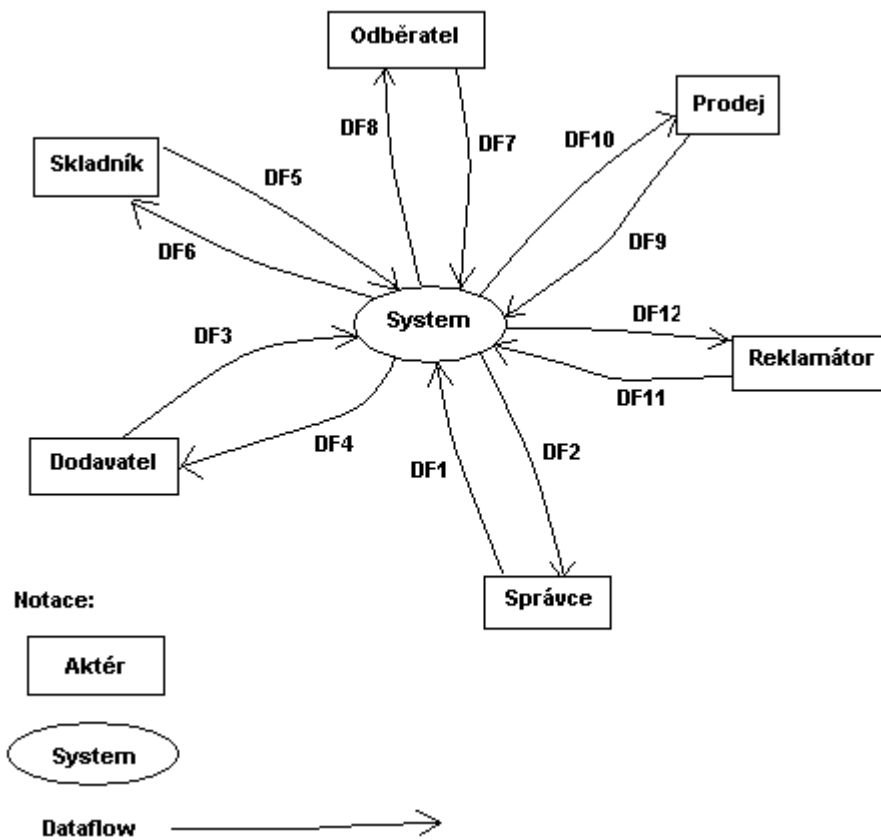 Odběratel
Prodej
DF8
DF7
DF10
Skladník
DF5
DF6
DF9
System
DF12
DF3
Reklamátor
DF11
DF4
DF2
Dodavatel
DF1
Správce
Notace:
Aktér
System
Dataflow